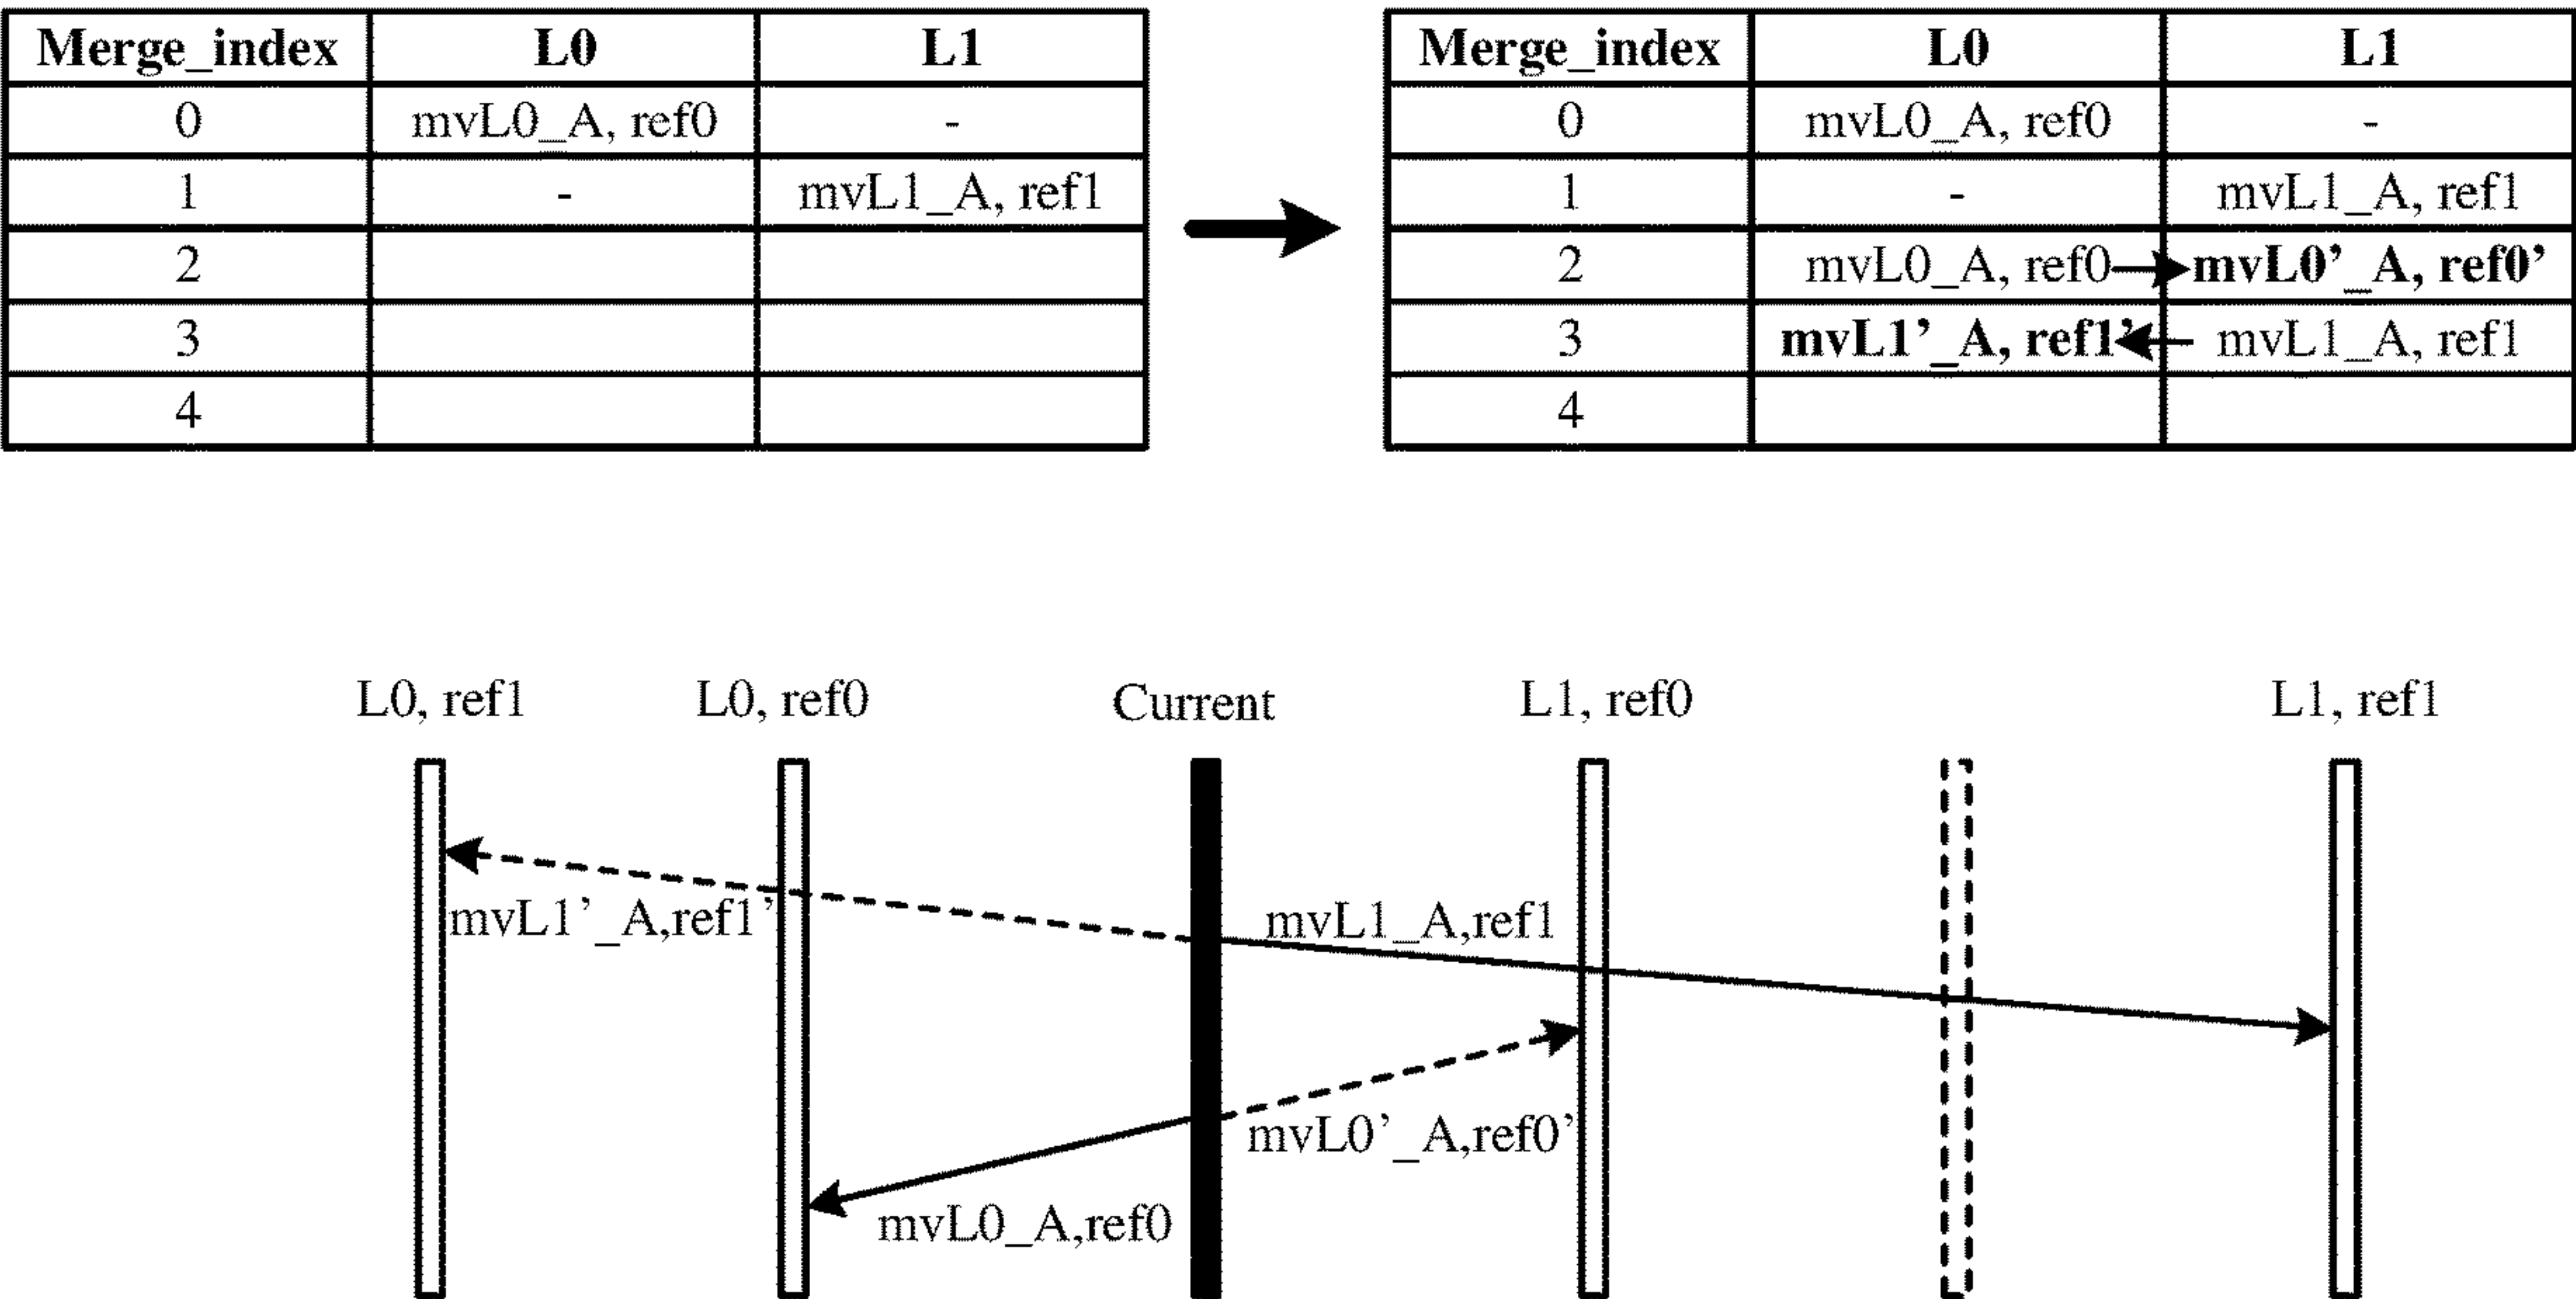 Merge_index L0 L1
0 mvL0_A, ref0 -
1 - mvL1_A, ref1
2
3
4
Merge_index L0 L1
0 mvL0_A, ref0 -
1 - mvL1_A, ref1
2 mvL0_A, ref0 mvL0’_A, ref0’
3 mvL1’_A, ref1’ mvL1_A, ref1
4
L0, ref1 L0, ref0 Current L1, ref0 L1, ref1
mvL1’_A,ref1’ mvL1_A,ref1
mvL0’_A,ref0’
mvL0_A,ref0